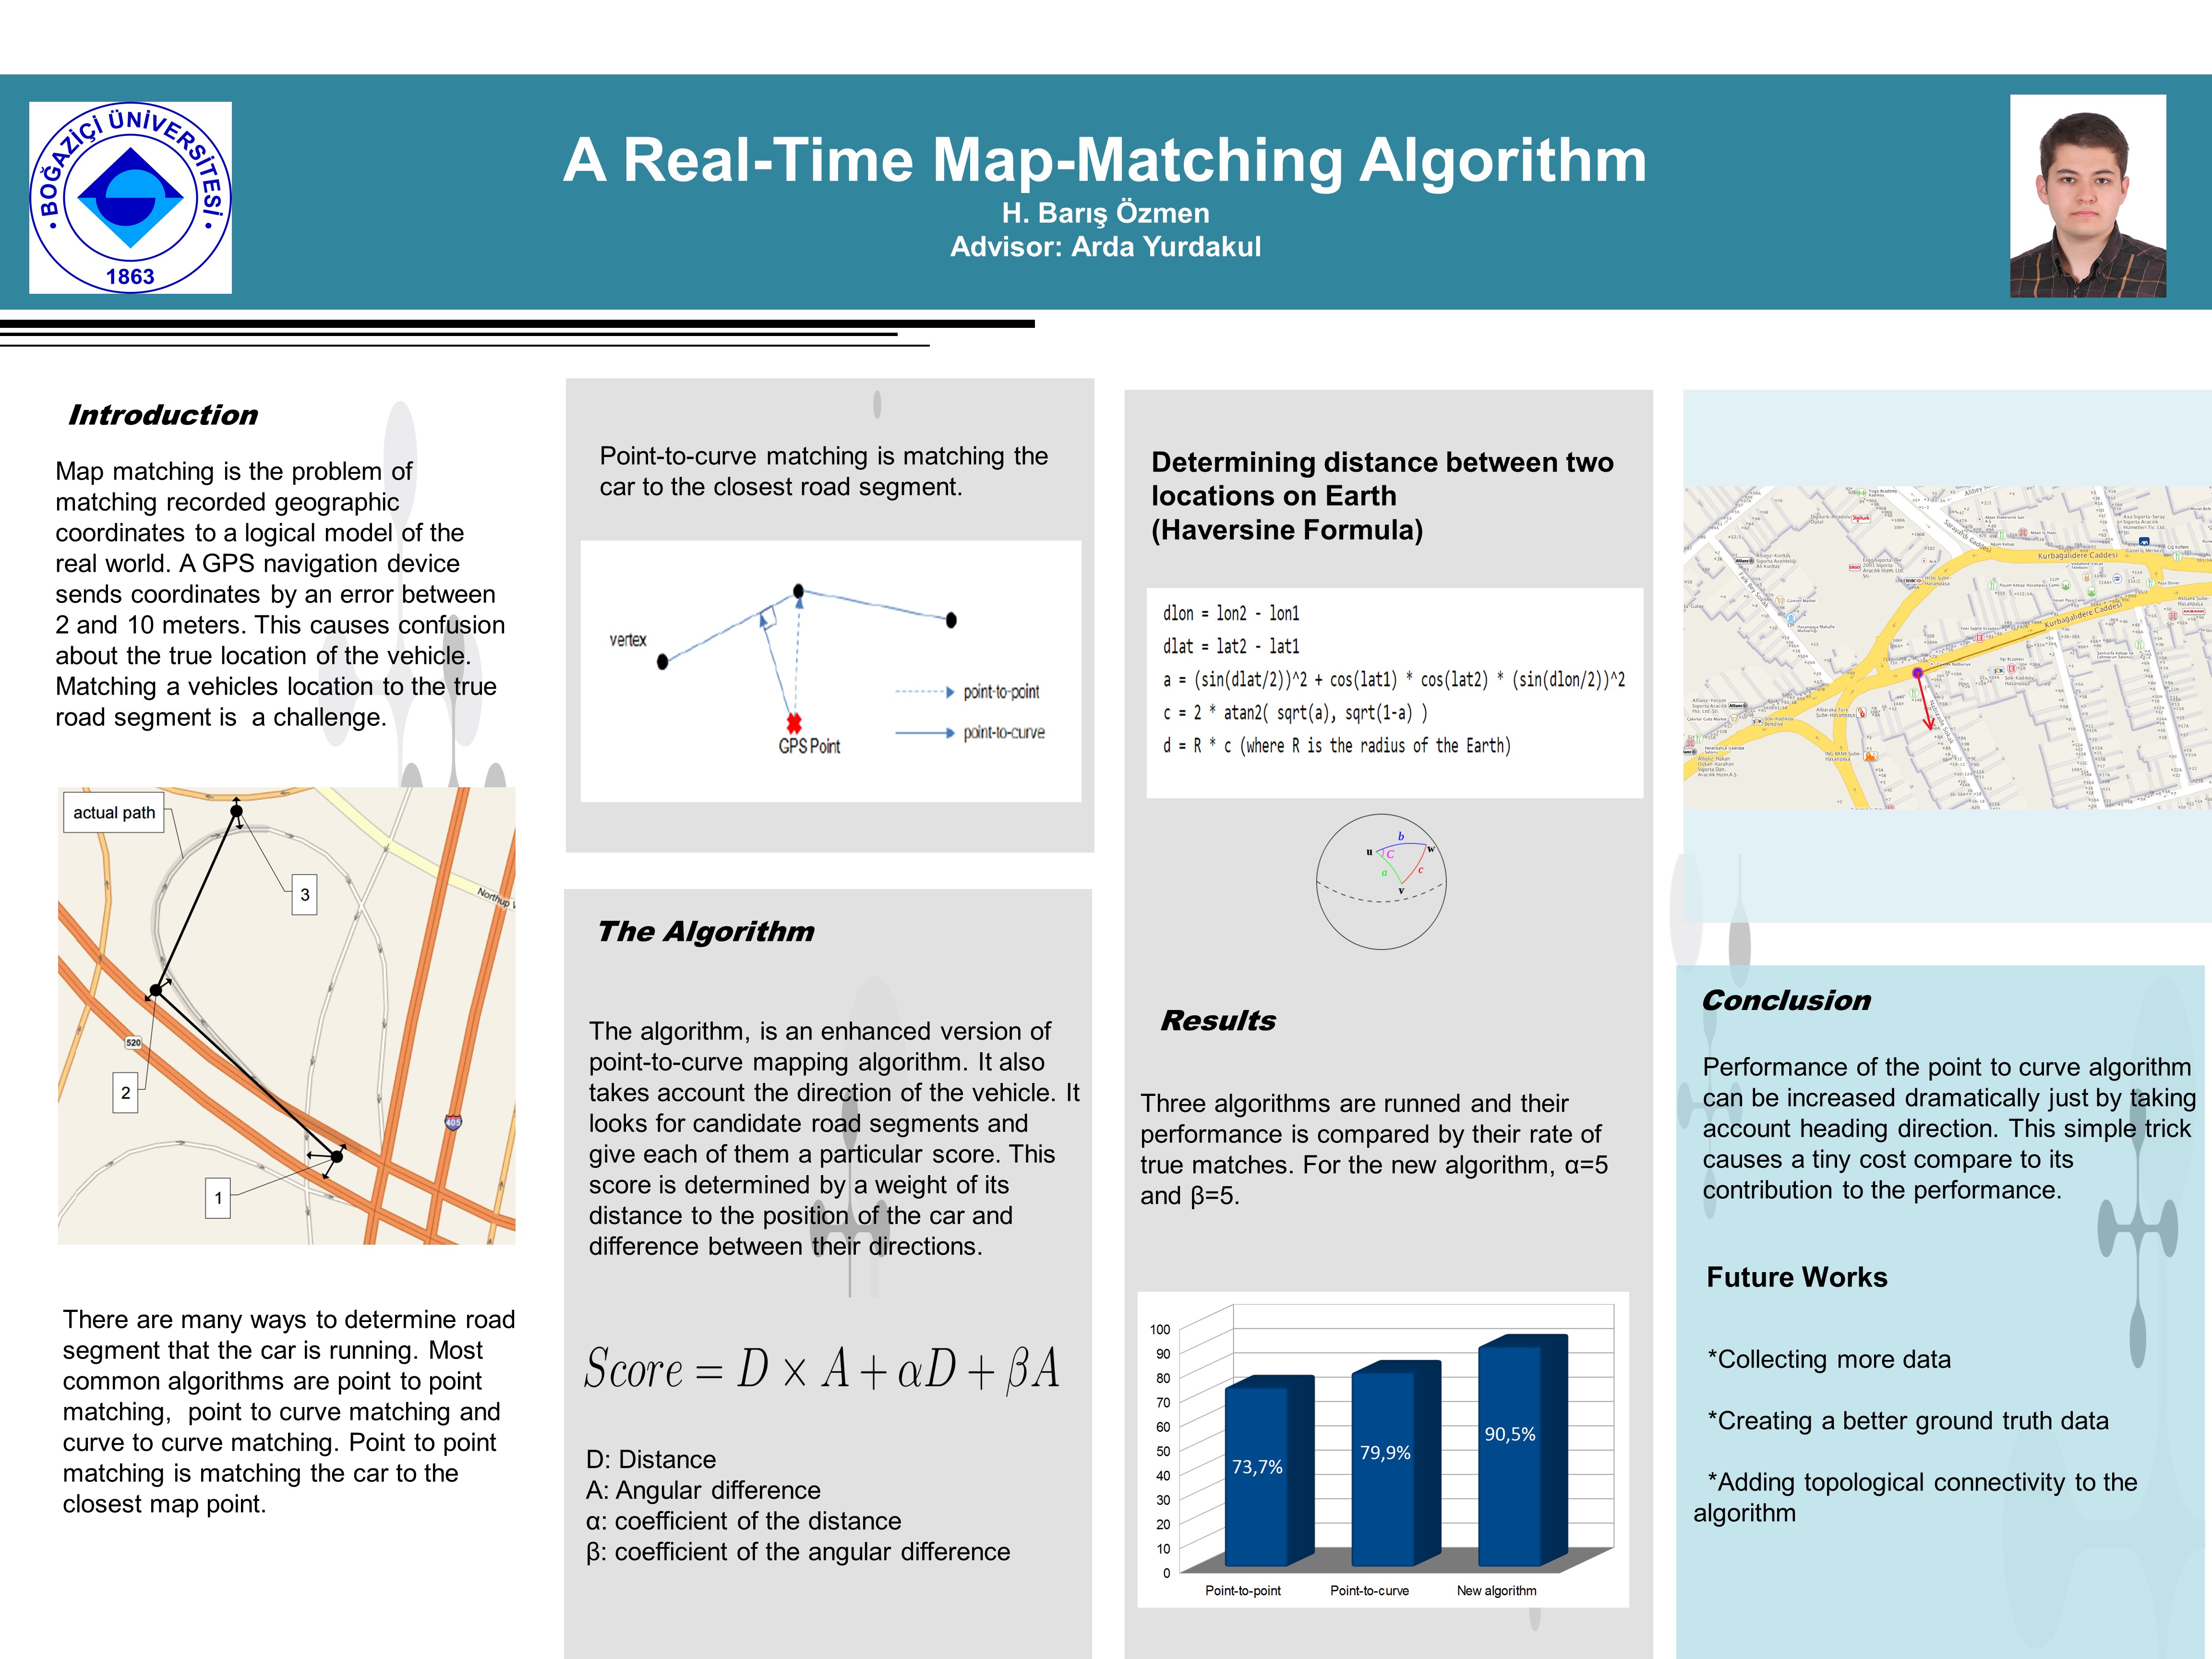 BOĞAZİÇİ ÜNİVERSİTESİ
1863
A Real-Time Map-Matching Algorithm
H. Barış Özmen
Advisor: Arda Yurdakul
Introduction
Map matching is the problem of
matching recorded geographic
coordinates to a logical model of the
real world. A GPS navigation device
sends coordinates by an error between
2 and 10 meters. This causes confusion
about the true location of the vehicle.
Matching a vehicles location to the true
road segment is a challenge.
actual path
3
Northup
520
2
405
1
There are many ways to determine road
segment that the car is running. Most
common algorithms are point to point
matching, point to curve matching and
curve to curve matching. Point to point
matching is matching the car to the
closest map point.
Point-to-curve matching is matching the
car to the closest road segment.
vertex
point-to-point
point-to-curve
GPS Point
The Algorithm
The algorithm, is an enhanced version of
point-to-curve mapping algorithm. It also
takes account the direction of the vehicle. It
looks for candidate road segments and
give each of them a particular score. This
score is determined by a weight of its
distance to the position of the car and
difference between their directions.
Score = D × A + αD + βA
D: Distance
A: Angular difference
α: coefficient of the distance
β: coefficient of the angular difference
Determining distance between two
locations on Earth
(Haversine Formula)
dlon = lon2 - lon1
dlat = lat2 - lat1
a = (sin(dlat/2))^2 + cos(lat1) * cos(lat2) * (sin(dlon/2))^2
c = 2 * atan2( sqrt(a), sqrt(1-a) )
d = R * c (where R is the radius of the Earth)
b
u
C
w
a
c
v
Results
Three algorithms are runned and their
performance is compared by their rate of
true matches. For the new algorithm, α=5
and β=5.
100
90
80
70
60
50
40
30
20
10
0
73,7%
79,9%
90,5%
Point-to-point
Point-to-curve
New algorithm
Kurbağalıdere Caddesi
Kurbağalıdere Caddesi
Conclusion
Performance of the point to curve algorithm
can be increased dramatically just by taking
account heading direction. This simple trick
causes a tiny cost compare to its
contribution to the performance.
Future Works
*Collecting more data
*Creating a better ground truth data
*Adding topological connectivity to the
algorithm